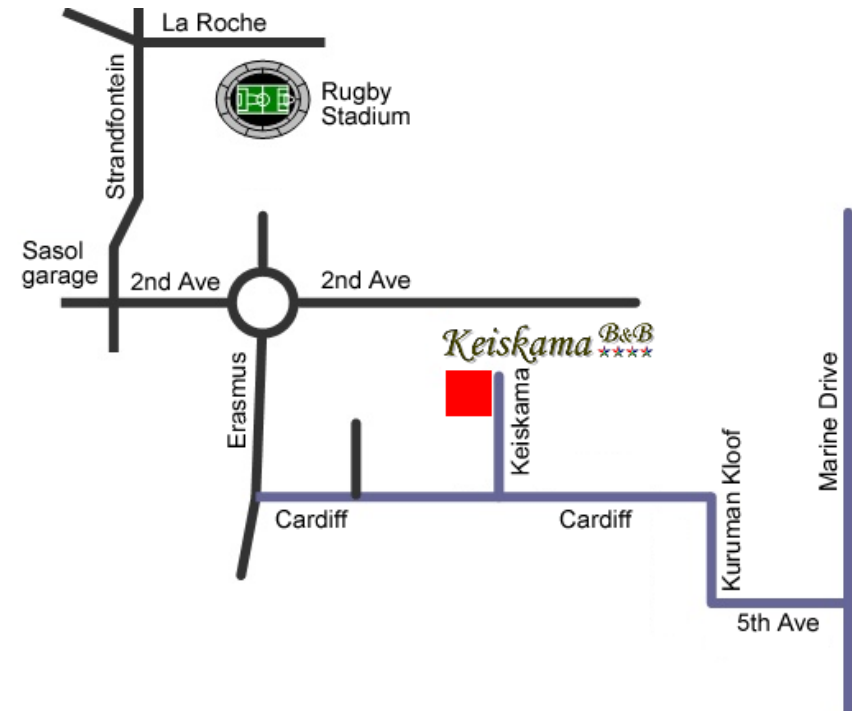 La Roche
Strandfontein
Rugby
Stadium
Sasol
garage
2nd Ave
2nd Ave
Keiskama B&B
Erasmus
Keiskama
Marine Drive
Kuruman Kloof
Cardiff
Cardiff
5th Ave